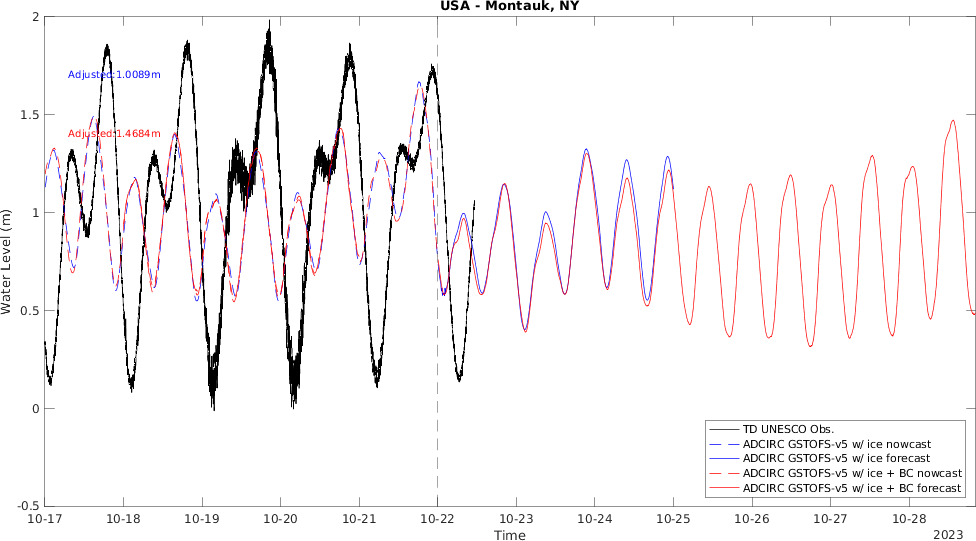 USA - Montauk, NY
2
1.5
1
0.5
0
-0.5
Water Level (m)
Adjusted:1.0089m
Adjusted:1.4684m
TD UNESCO Obs.
ADCIRC GSTOFS-v5 w/ ice nowcast
ADCIRC GSTOFS-v5 w/ ice forecast
ADCIRC GSTOFS-v5 w/ ice + BC nowcast
ADCIRC GSTOFS-v5 w/ ice + BC forecast
10-17 10-18 10-19 10-20 10-21 10-22 10-23 10-24 10-25 10-26 10-27 10-28
Time
2023